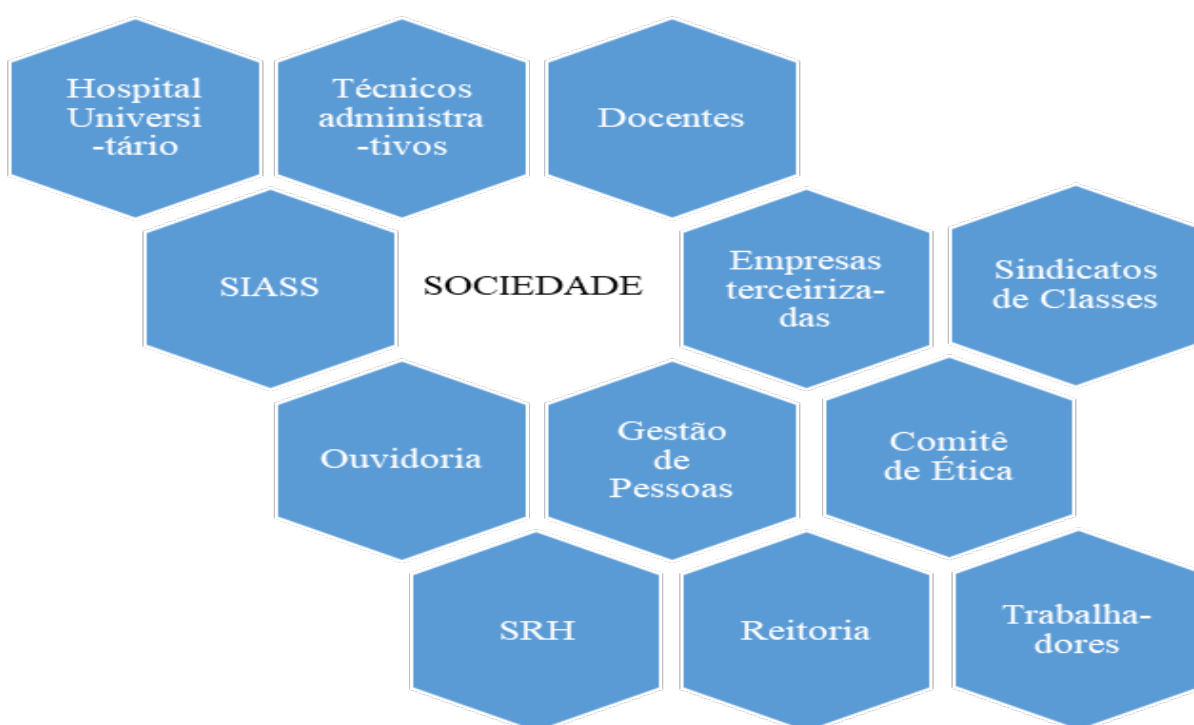 Hospital
Universi
-tário
Técnicos
administra
-tivos
Docentes
SIASS
SOCIEDADE
Empresas
terceiriza-
das
Sindicatos
de Classes
Ouvidoria
Gestão
de
Pessoas
Comitê
de Ética
SRH
Reitoria
Trabalha-
dores